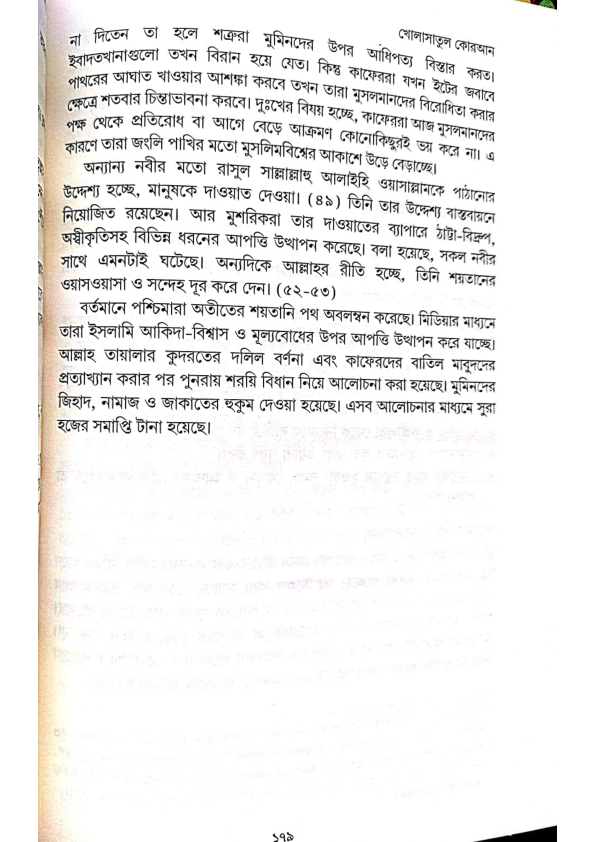 খোলাসাতুল কোরআন
না দিতেন তা হলে শত্রুরা মুমিনদের উপর আধিপত্য বিস্তার করত।
ইবাদতখানাগুলো তখন বিরান হয়ে যেত। কিন্তু কাফেররা যখন ইটের জবাবে
পাথরের আঘাত খাওয়ার আশঙ্কা করবে তখন তারা মুসলমানদের বিরোধিতা করার
ক্ষেত্রে শতবার চিন্তাভাবনা করবে। দুঃখের বিষয় হচ্ছে, কাফেররা আজ মুসলমানদের
পক্ষ থেকে প্রতিরোধ বা আগে বেড়ে আক্রমণ কোনোকিছুরই ভয় করে না। এ
কারণে তারা জংলি পাখির মতো মুসলিমবিশ্বের আকাশে উড়ে বেড়াচ্ছে।
অন্যান্য নবীর মতো রাসুল সাল্লাল্লাহু আলাইহি ওয়াসাল্লামকে পাঠানোর
উদ্দেশ্য হচ্ছে, মানুষকে দাওয়াত দেওয়া। (৪৯) তিনি তার উদ্দেশ্য বাস্তবায়নে
নিয়োজিত রয়েছেন। আর মুশরিকরা তার দাওয়াতের ব্যাপারে ঠাট্টা-বিদ্রুপ,
অস্বীকৃতিসহ বিভিন্ন ধরনের আপত্তি উত্থাপন করেছে। বলা হয়েছে, সকল নবীর
সাথে এমনটাই ঘটেছে। অন্যদিকে আল্লাহর রীতি হচ্ছে, তিনি শয়তানের
ওয়াসওয়াসা ও সন্দেহ দূর করে দেন। (৫২-৫৩)
বর্তমানে পশ্চিমারা অতীতের শয়তানি পথ অবলম্বন করেছে। মিডিয়ার মাধ্যমে
তারা ইসলামি আকিদা-বিশ্বাস ও মূল্যবোধের উপর আপত্তি উত্থাপন করে যাচ্ছে।
আল্লাহ তায়ালার কুদরতের দলিল বর্ণনা এবং কাফেরদের বাতিল মাবুদদের
প্রত্যাখ্যান করার পর পুনরায় শরয়ি বিধান নিয়ে আলোচনা করা হয়েছে। মুমিনদের
জিহাদ, নামাজ ও জাকাতের হুকুম দেওয়া হয়েছে। এসব আলোচনার মাধ্যমে সুরা
হজের সমাপ্তি টানা হয়েছে।
১৭৯